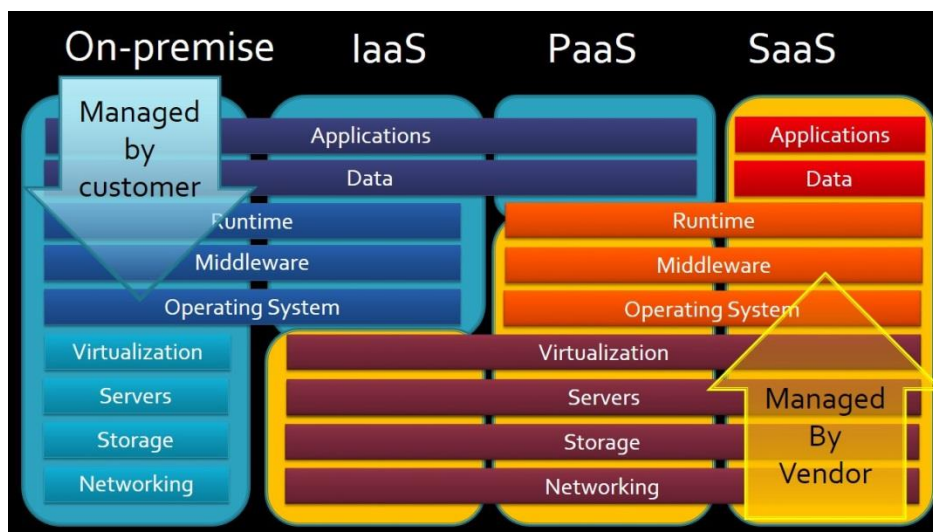 On-premise IaaS PaaS SaaS
Managed
by
customer
Applications Applications
Data Data
Runtime Runtime
Middleware Middleware
Operating System Operating System
Virtualization Virtualization
Servers Servers
Storage Storage
Networking Networking
Managed
By
Vendor